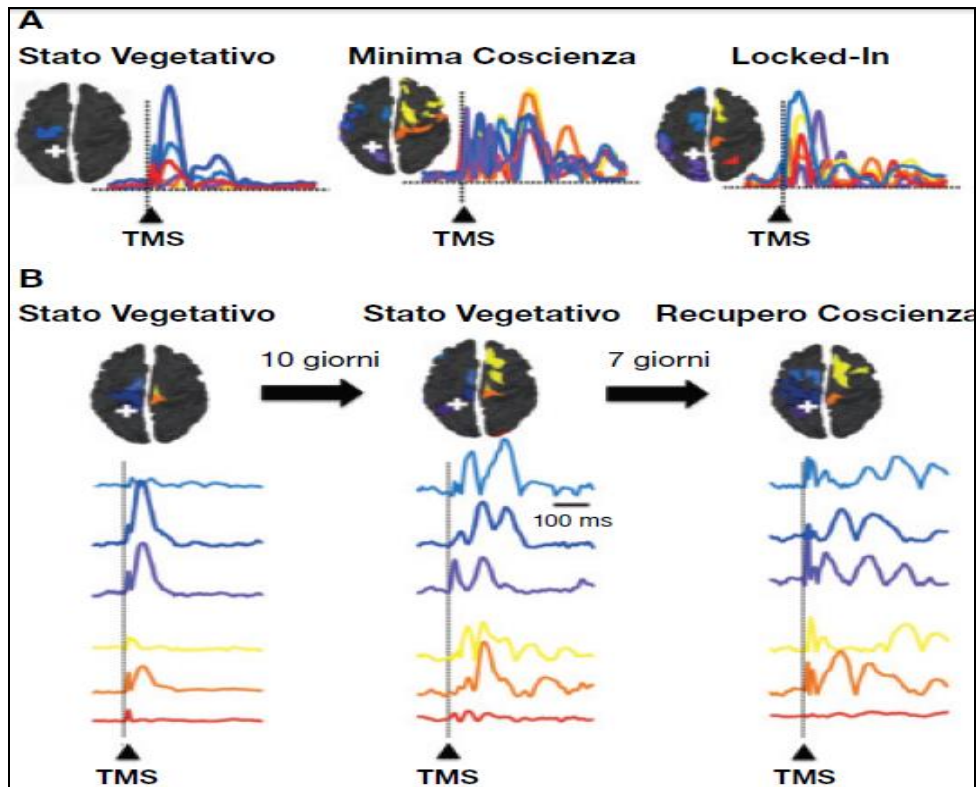 A
Stato Vegetativo Minima Coscienza Locked-In
TMS TMS TMS
B
Stato Vegetativo Stato Vegetativo Recupero Coscienza
10 giorni 7 giorni
100 ms
TMS TMS TMS